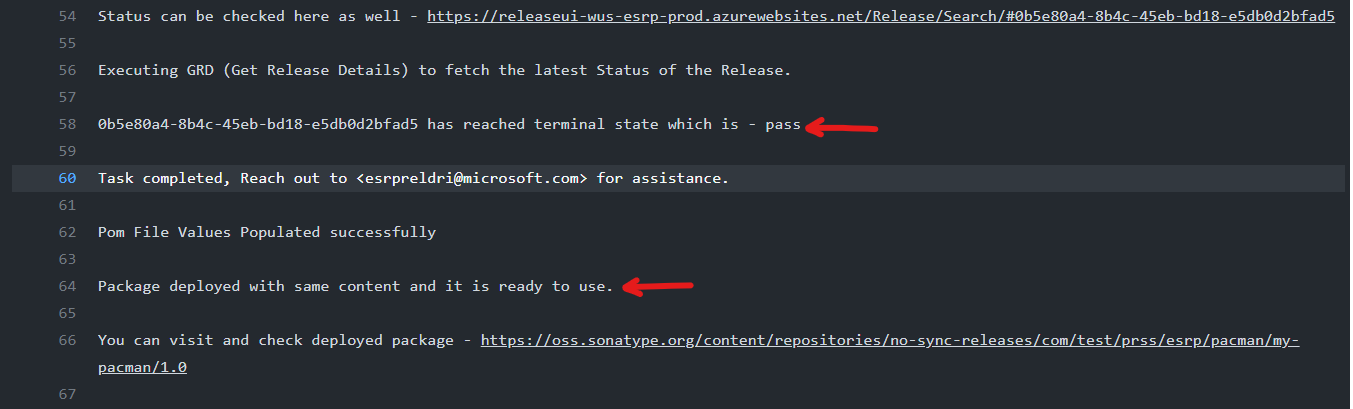 54 Status can be checked here as well - https://releaseui-wus-esrp-prod.azurewebsites.net/Release/Search/#0b5e80a4-8b4c-45eb-bd18-e5db0d2bfad5
55
56 Executing GRD (Get Release Details) to fetch the latest Status of the Release.
57
58 0b5e80a4-8b4c-45eb-bd18-e5db0d2bfad5 has reached terminal state which is - pass
59
60 Task completed, Reach out to <esrpreldri@microsoft.com> for assistance.
61
62 Pom File Values Populated successfully
63
64 Package deployed with same content and it is ready to use.
65
66 You can visit and check deployed package - https://oss.sonatype.org/content/repositories/no-sync-releases/com/test/prss/esrp/pacman/my-
pacman/1.0
67